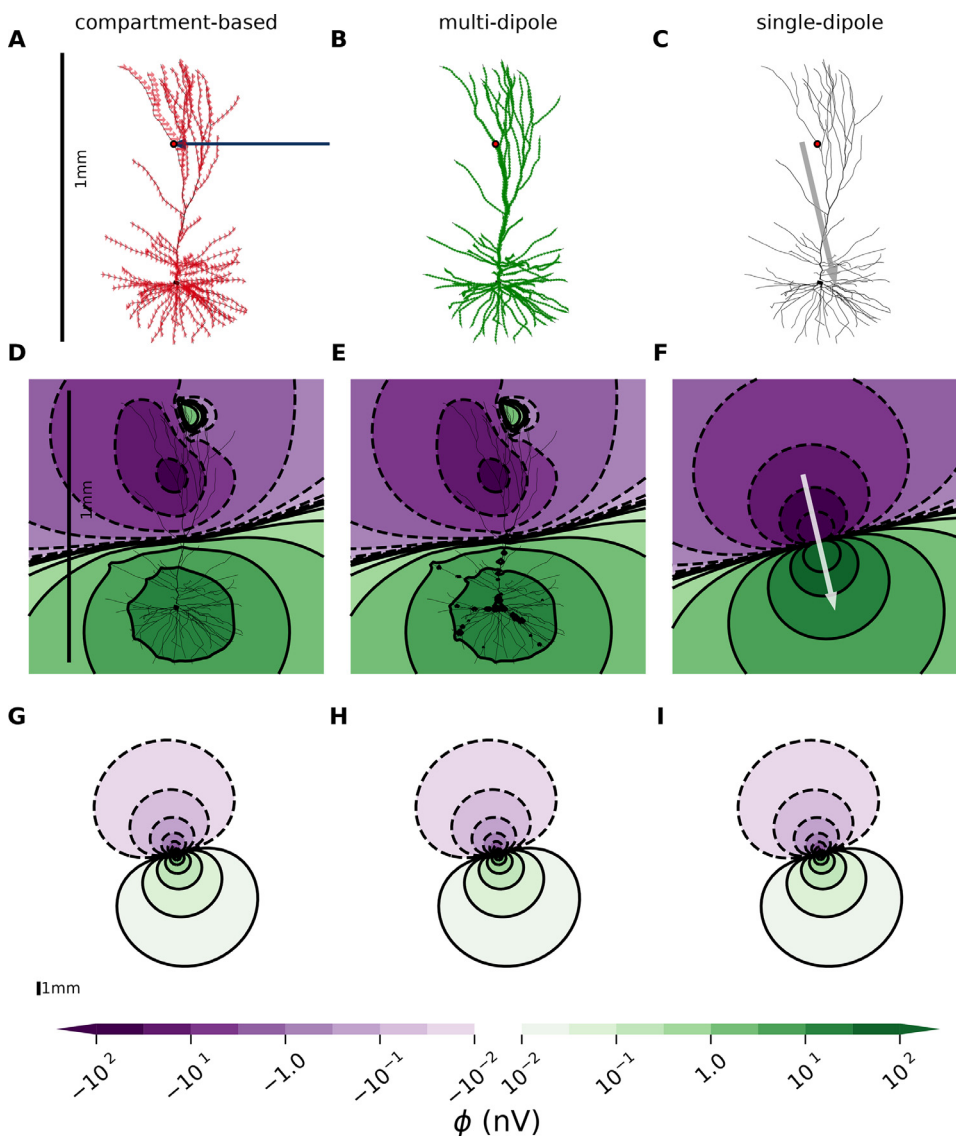 compartment-based multi-dipole single-dipole
A B C
1mm
D E F
1mm
G H I
1mm
−10² −10¹ −1.0 −10⁻¹ −10⁻² 10⁻² 10⁻¹ 1.0 10¹ 10²
ϕ (nV)